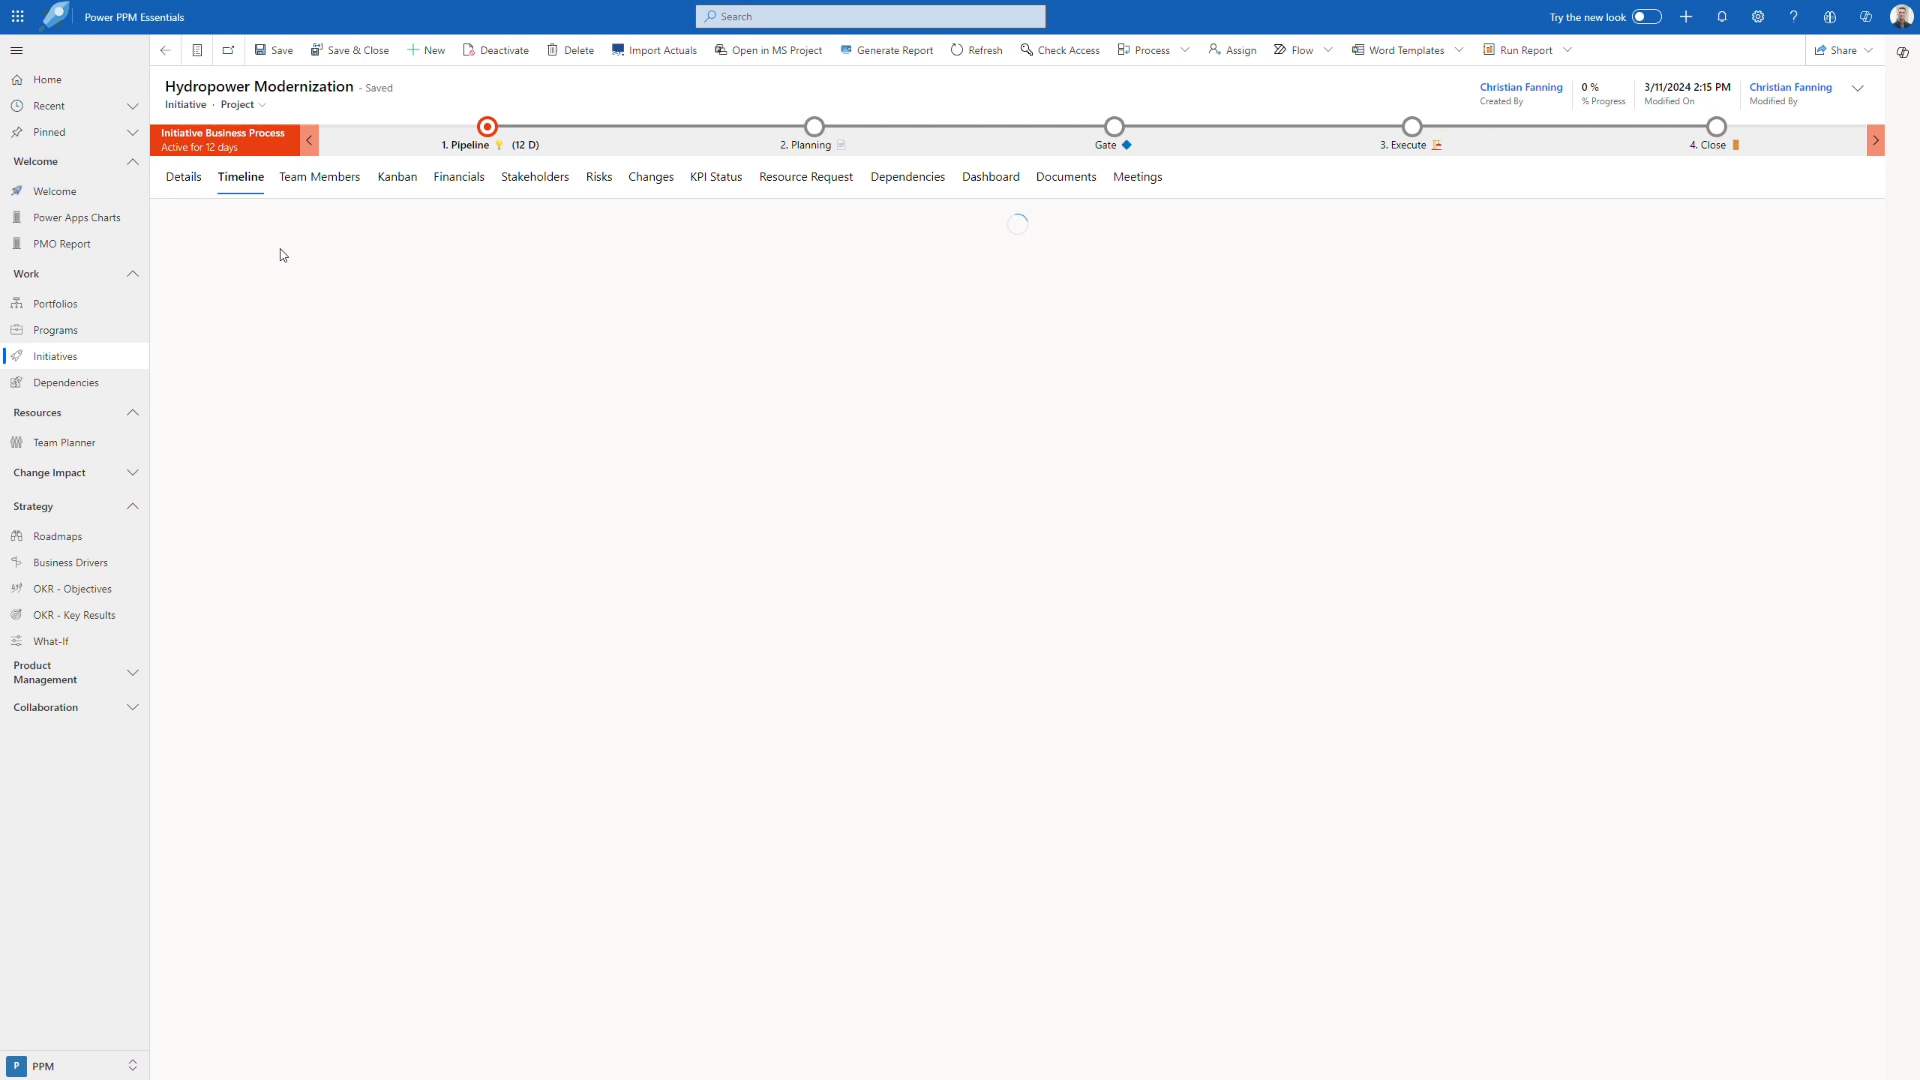 Power PPM Essentials
Search
Try the new look
Save
Save & Close
New
Deactivate
Delete
Import Actuals
Open in MS Project
Generate Report
Refresh
Check Access
Process
Assign
Flow
Word Templates
Run Report
Share
Home
Recent
Pinned
Welcome
Welcome
Power Apps Charts
PMO Report
Work
Portfolios
Programs
Initiatives
Dependencies
Resources
Team Planner
Change Impact
Strategy
Roadmaps
Business Drivers
OKR - Objectives
OKR - Key Results
What-If
Product
Management
Collaboration
P PPM
Hydropower Modernization - Saved
Initiative · Project
Christian Fanning
Created By
0 %
% Progress
3/11/2024 2:15 PM
Modified On
Christian Fanning
Modified By
Initiative Business Process
Active for 12 days
1. Pipeline (12 D)
2. Planning
Gate
3. Execute
4. Close
Details
Timeline
Team Members
Kanban
Financials
Stakeholders
Risks
Changes
KPI Status
Resource Request
Dependencies
Dashboard
Documents
Meetings